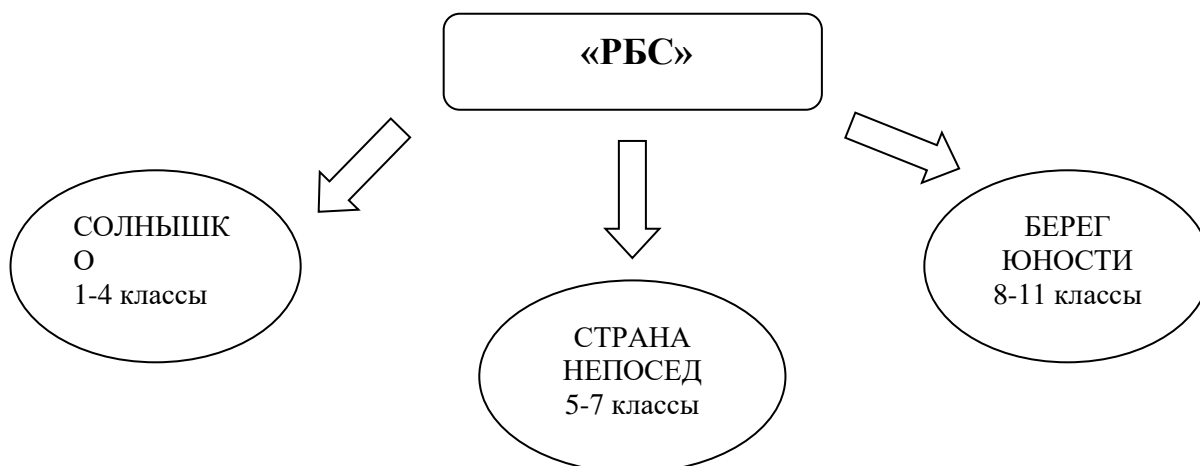 «РБС»
СОЛНЫШК
О
1-4 классы
СТРАНА
НЕПОСЕД
5-7 классы
БЕРЕГ
ЮНОСТИ
8-11 классы